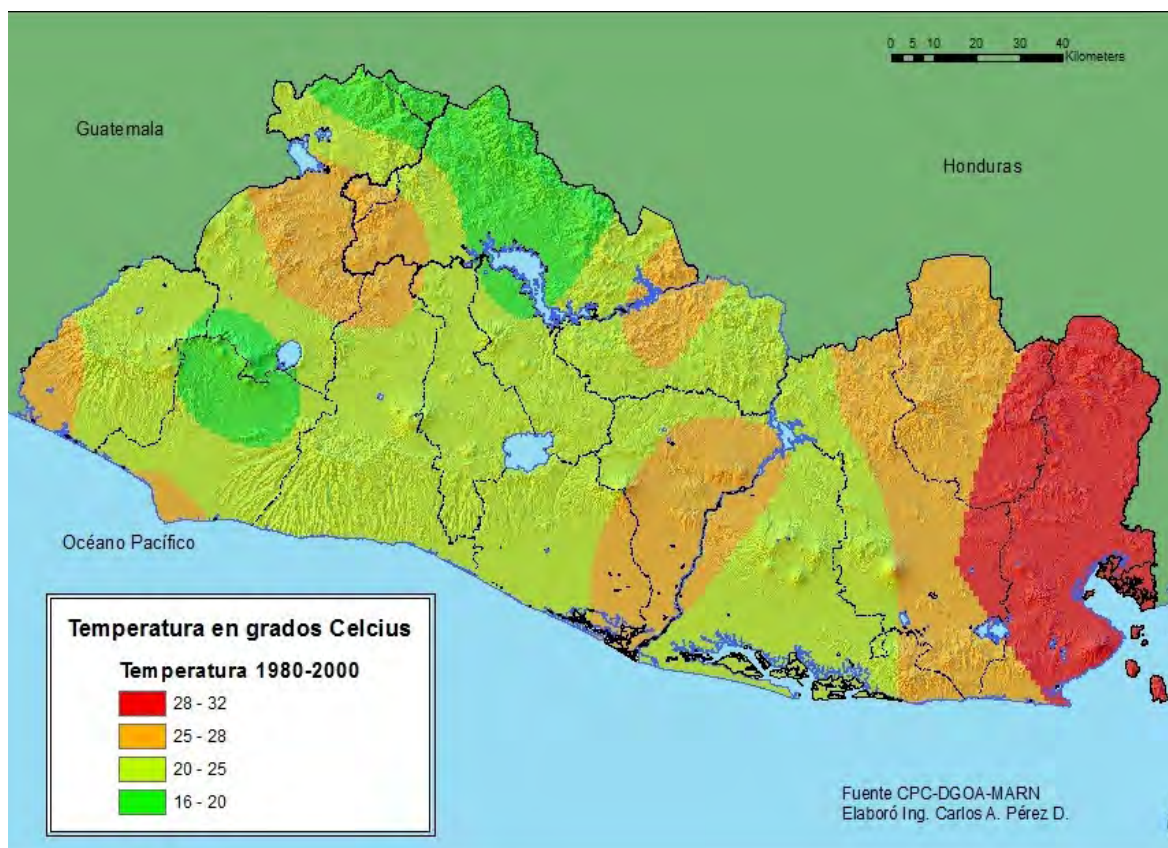 0 5 10 20 30 40
Kilometers
Guatemala
Honduras
Océano Pacífico
Temperatura en grados Celcius
Temperatura 1980-2000
28 - 32
25 - 28
20 - 25
16 - 20
Fuente CPC-DGOA-MARN
Elaboró Ing. Carlos A. Pérez D.